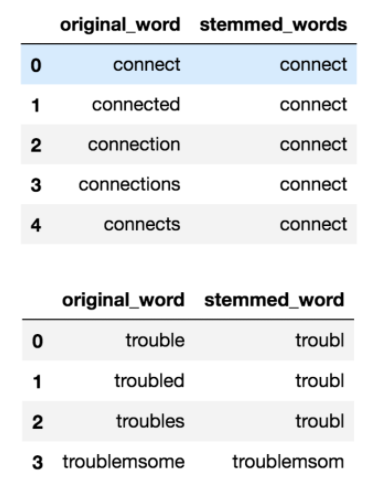 original_word stemmed_words
0 connect connect
1 connected connect
2 connection connect
3 connections connect
4 connects connect
original_word stemmed_word
0 trouble troubl
1 troubled troubl
2 troubles troubl
3 troublemsome troublemsom